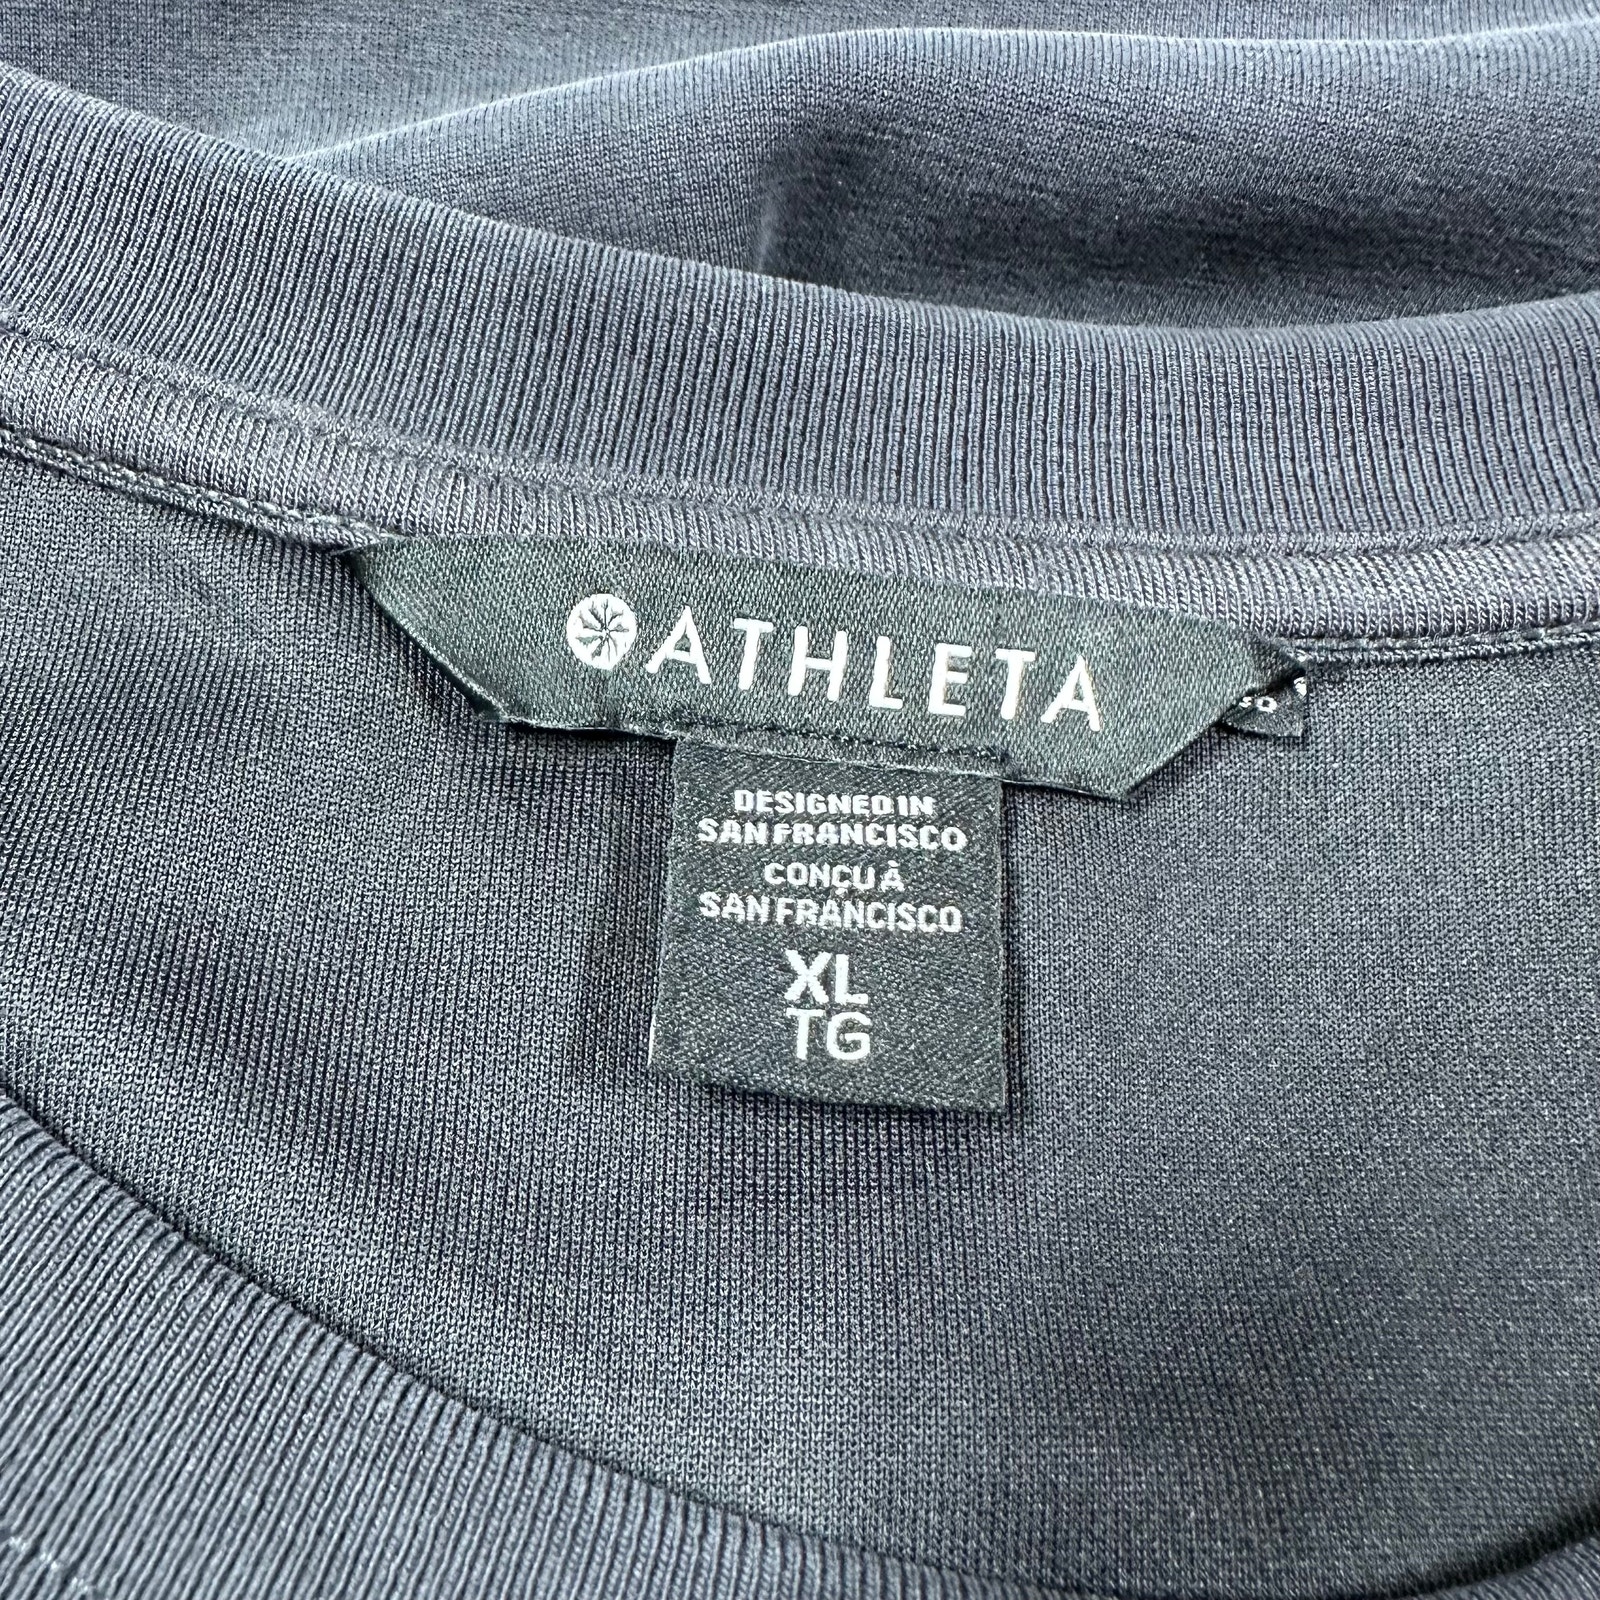 ATHLETA
DESIGNED IN
SAN FRANCISCO
CONÇU À
SAN FRANCISCO
XL
TG